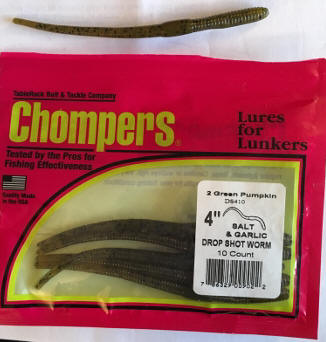 TableRock Bait & Tackle Company
Chompers®
Tested by the Pros for
Fishing Effectiveness
Lures
for
Lunkers
Quality Made
in the USA
2 Green Pumpkin
DS410
4"
SALT
& GARLIC
DROP SHOT WORM
10 Count